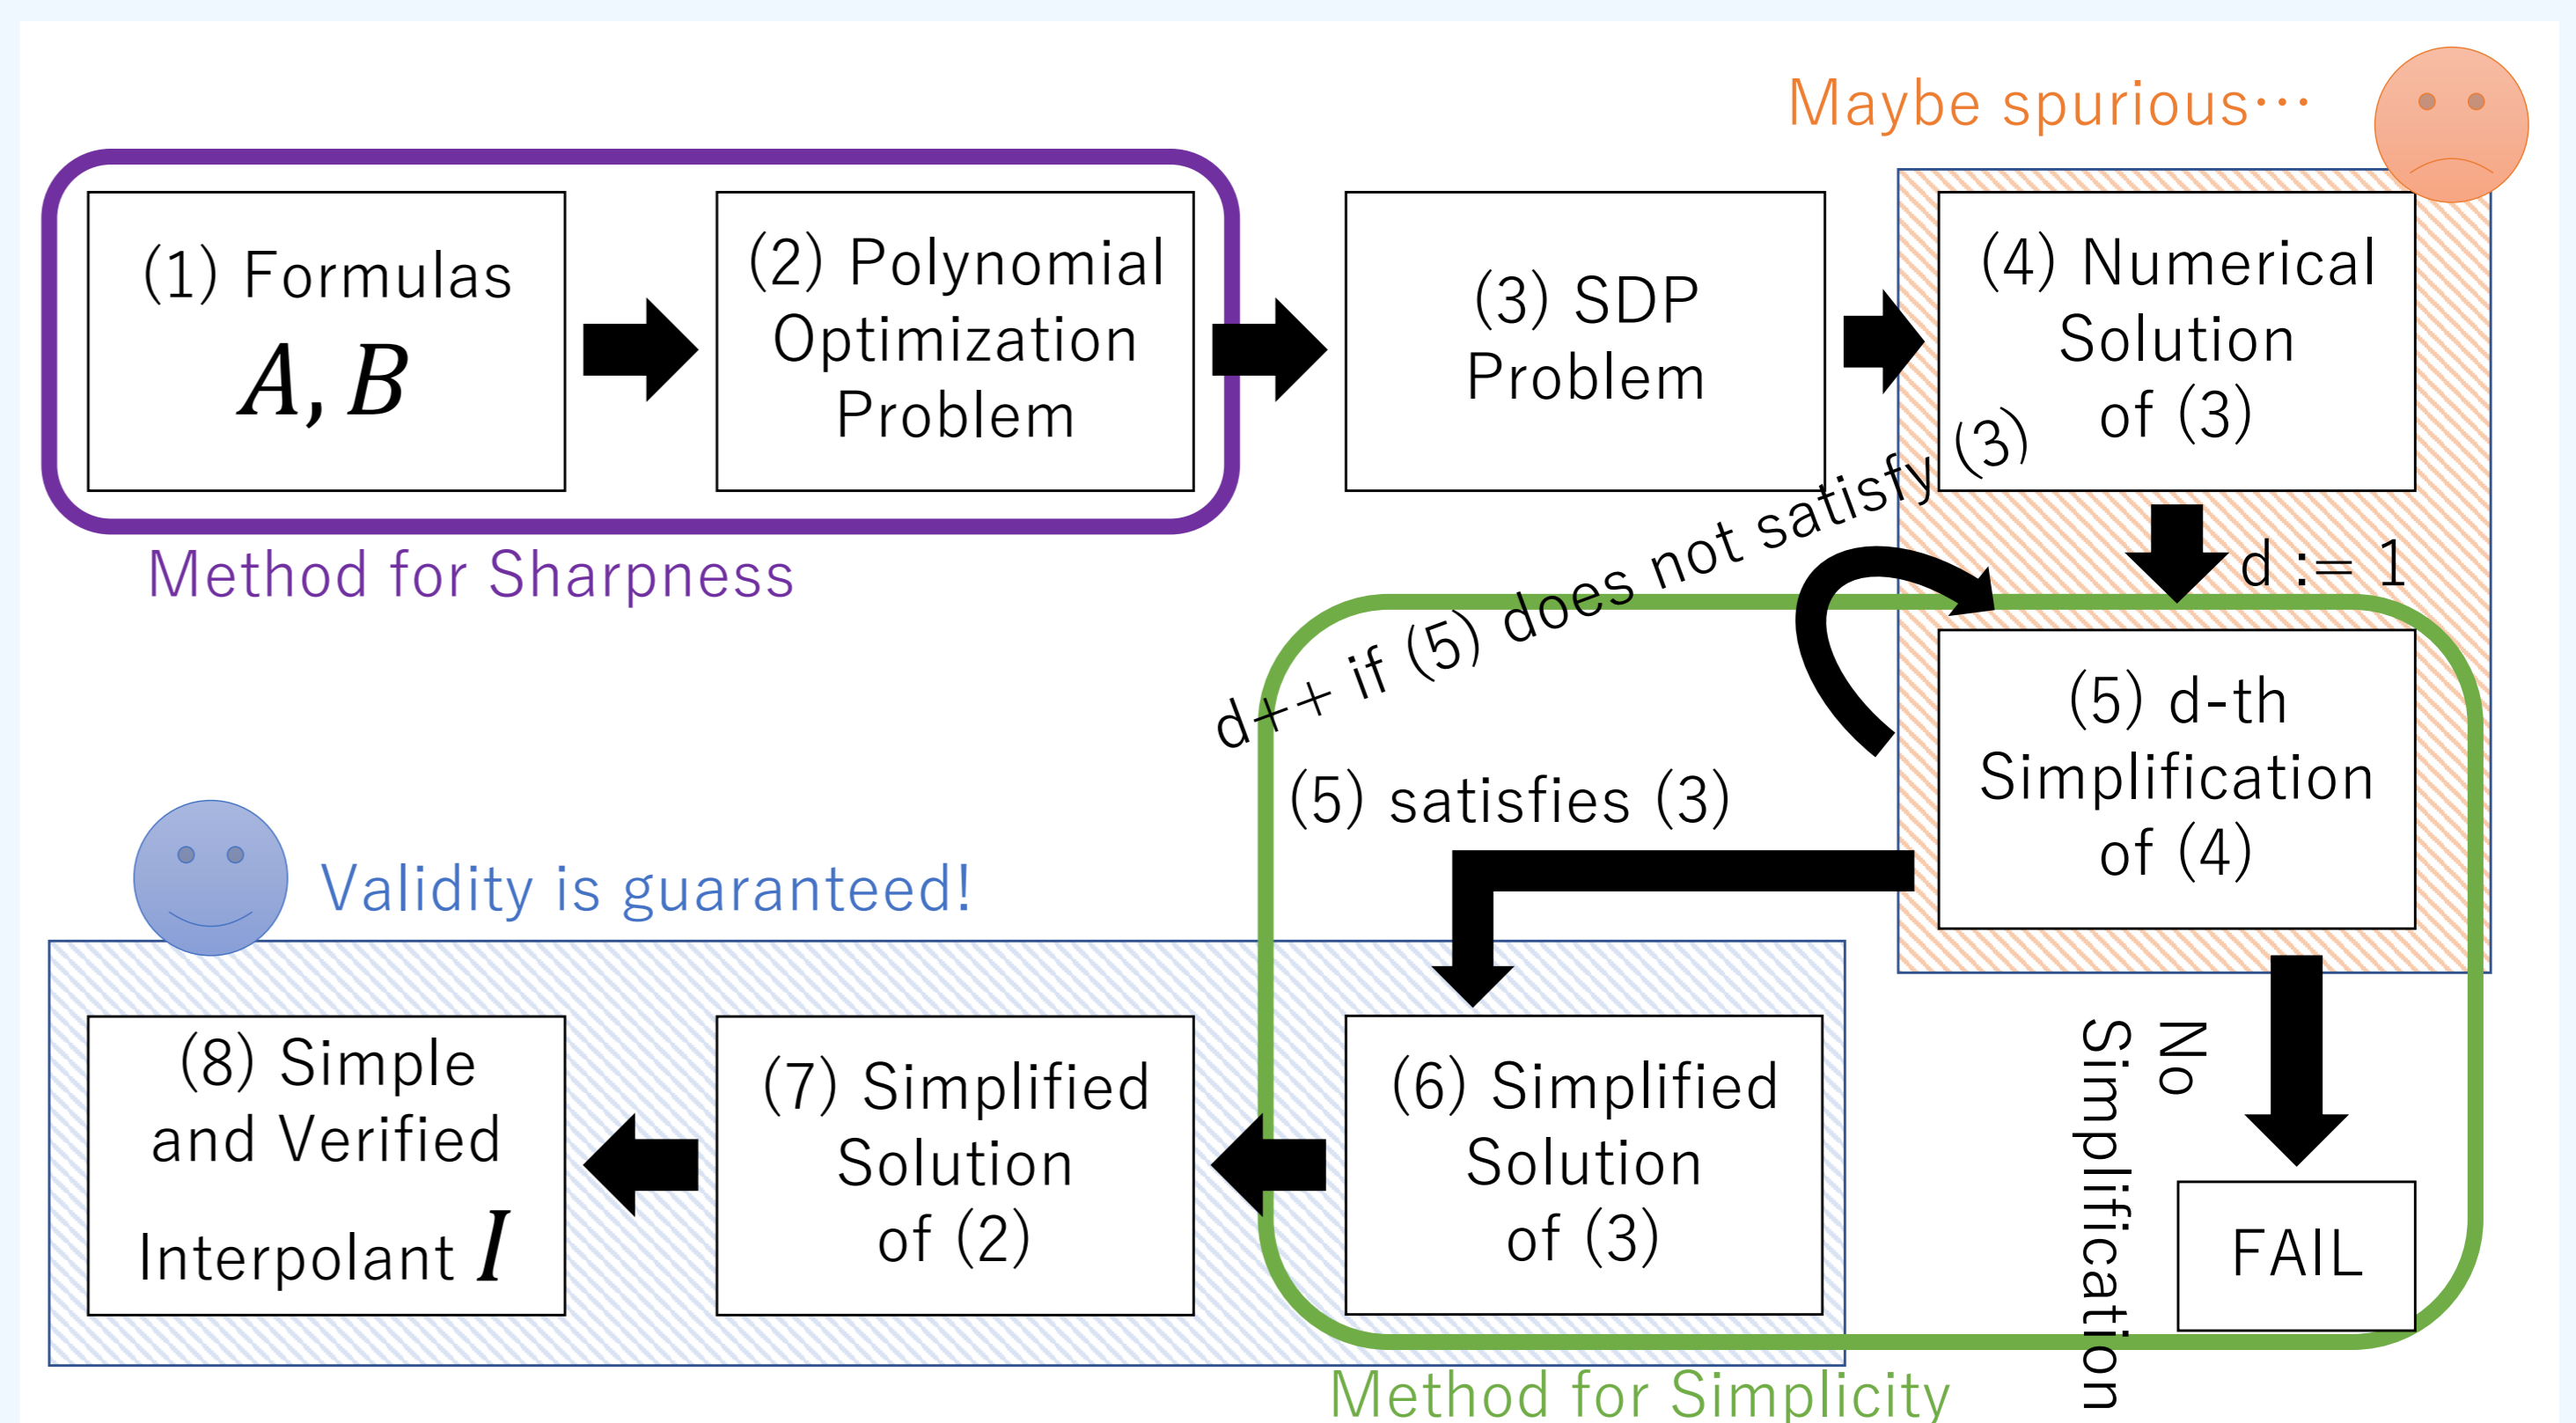 Maybe spurious…
(1) Formulas
A, B
(2) Polynomial
Optimization
Problem
(3) SDP
Problem
(4) Numerical
Solution
of (3)
Method for Sharpness
d := 1
d++ if (5) does not satisfy (3)
(5) d-th
Simplification
of (4)
(5) satisfies (3)
Validity is guaranteed!
(8) Simple
and Verified
Interpolant I
(7) Simplified
Solution
of (2)
(6) Simplified
Solution
of (3)
No
Simplification
FAIL
Method for Simplicity